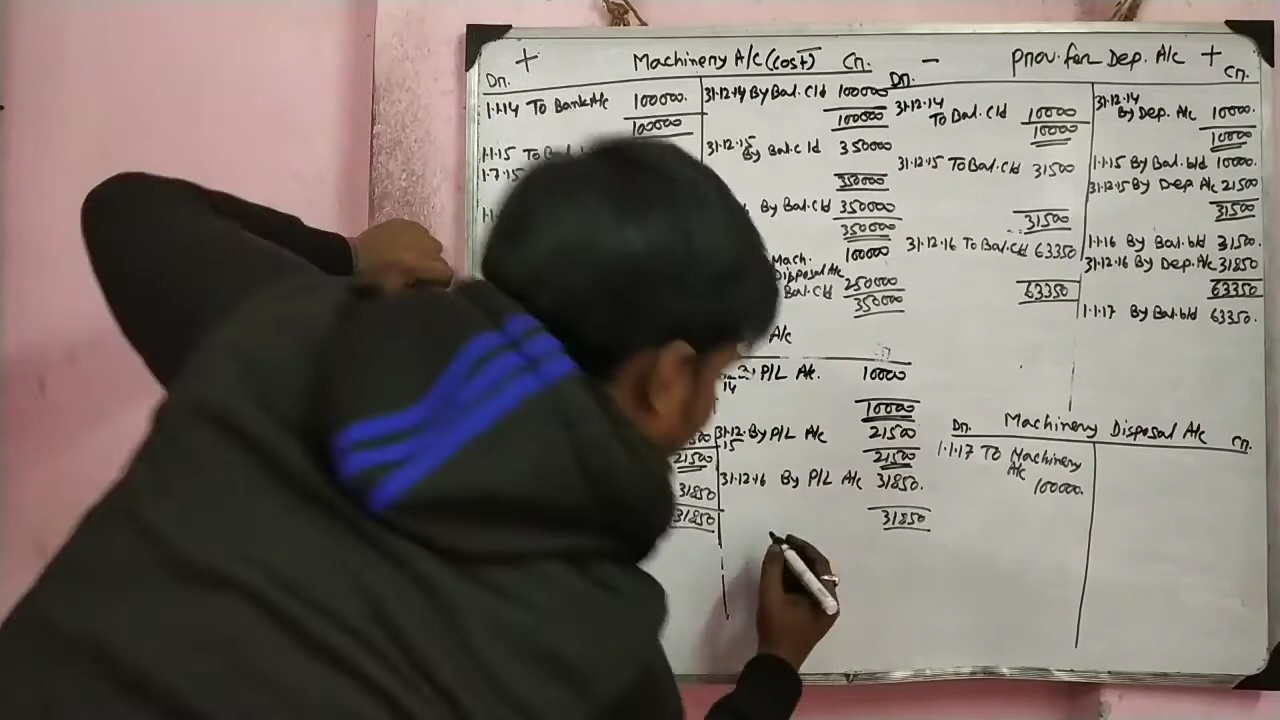 + Machinery A/c (cost) Cr.
Dr.
1.1.14 To Bank A/c 100000.
100000
1.1.15 To
1.7.15
31.12.14 By Bal. C/d 100000
100000
31.12.15 By Bal. C/d 350000
350000
By Bal. C/d 350000
350000
Mach. Disposal A/c 100000
Bal. C/d 250000
350000
A/c
14 P/L A/c. 10000
10000
31.12.15 By P/L A/c 21500
21500 21500
31850 31.12.16 By P/L A/c 31850.
31850 31850
- Prov. for Dep. A/c +
Dr. Cr.
31.12.14 To Bal. C/d 10000
10000
31.12.15 To Bal. C/d 31500
31500
31.12.16 To Bal. C/d 63350
63350
31.12.14 By Dep. A/c 10000.
10000
1.1.15 By Bal. b/d 10000.
31.12.15 By Dep A/c 21500
31500
1.1.16 By Bal. b/d 31500.
31.12.16 By Dep. A/c 31850
63350
1.1.17 By Bal. b/d 63350.
Dr. Machinery Disposal A/c Cr.
1.1.17 To Machinery
A/c 100000.